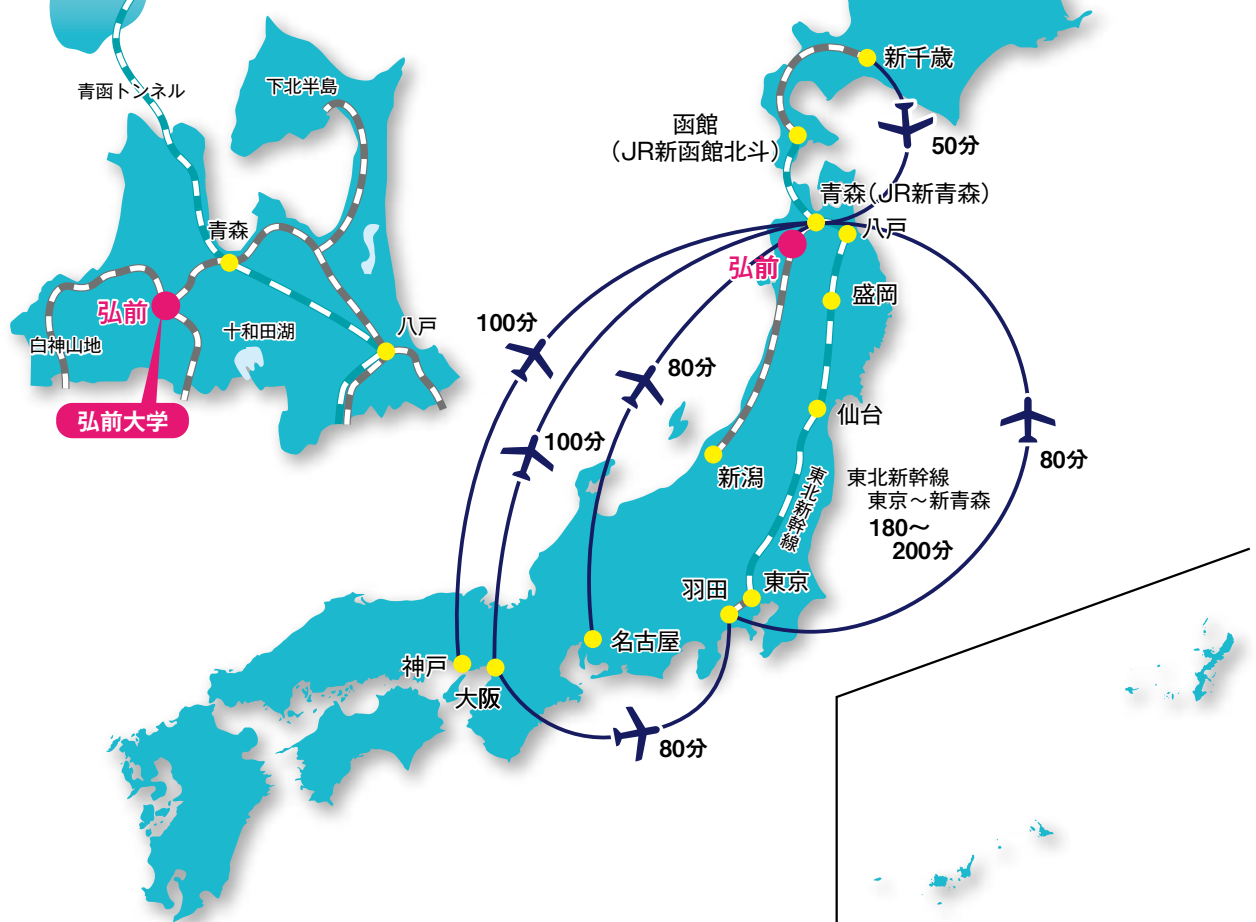 青函トンネル
下北半島
青森
弘前
白神山地
十和田湖
八戸
弘前大学
新千歳
函館
（JR新函館北斗）
50分
青森（JR新青森）
八戸
弘前
盛岡
100分
80分
100分
仙台
80分
新潟
東北新幹線
東北新幹線
東京～新青森
180～
200分
羽田
東京
名古屋
神戸
大阪
80分